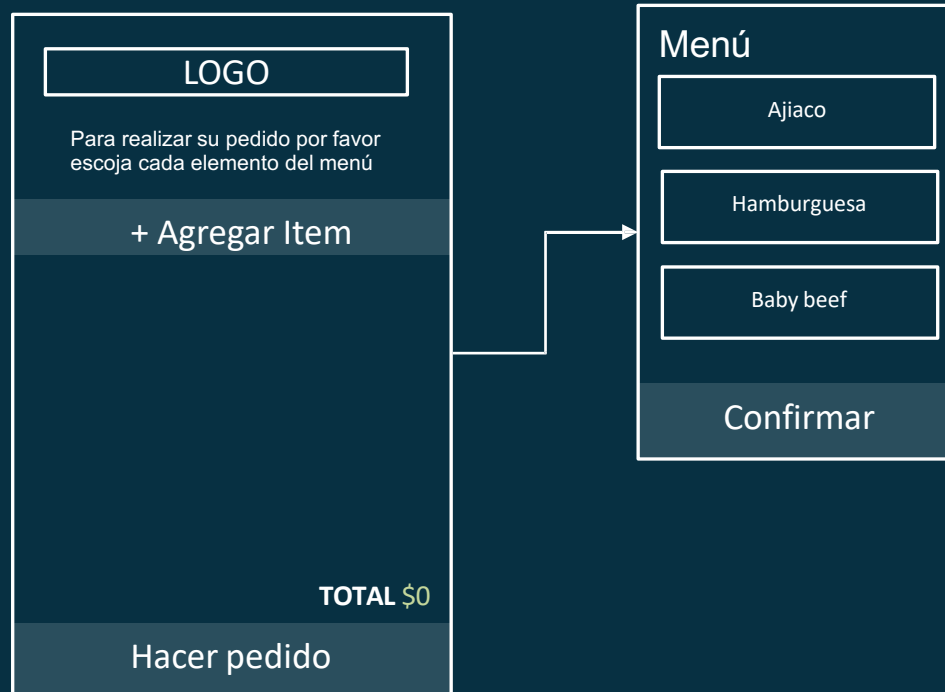 LOGO
Para realizar su pedido por favor
escoja cada elemento del menú
+ Agregar Item
TOTAL $0
Hacer pedido
Menú
Ajiaco
Hamburguesa
Baby beef
Confirmar